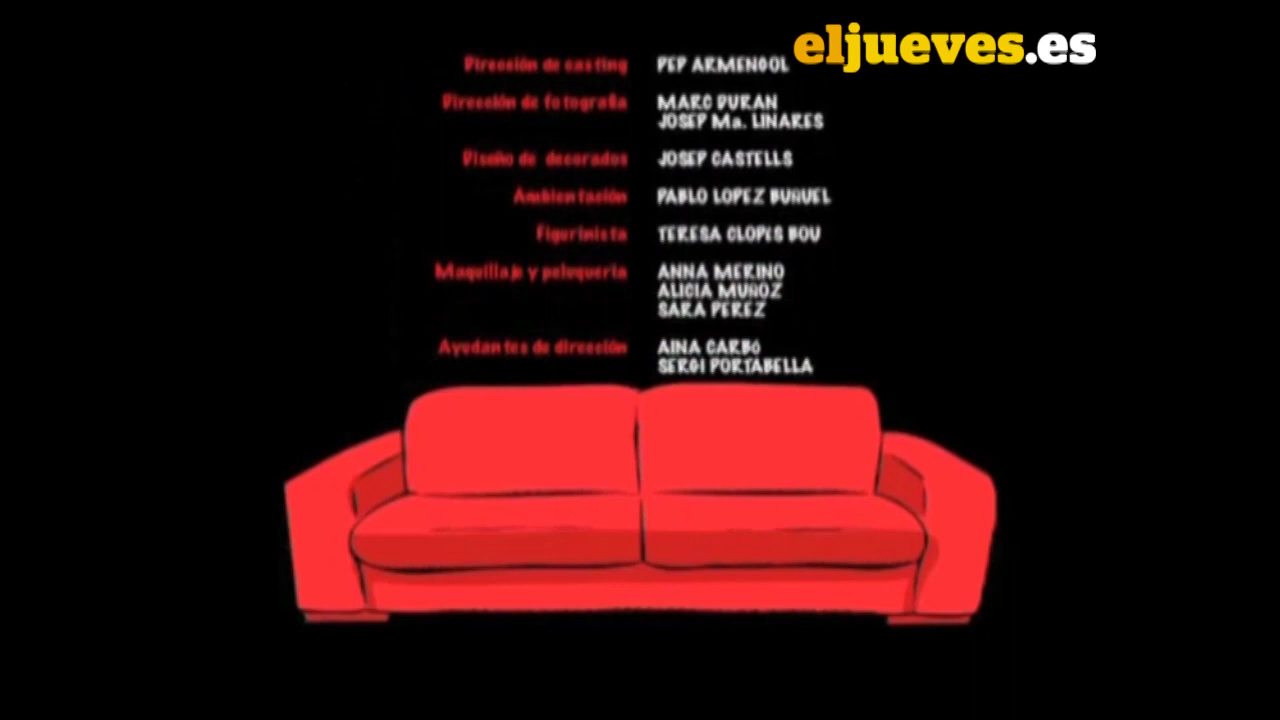 eljueves.es
Dirección de casting PEP ARMENGOL
Dirección de fotografía MARC DURAN
JOSEP Ma. LINARES
Diseño de decorados JOSEP CASTELLS
Ambientación PABLO LOPEZ BUÑUEL
Figurinista TERESA CLOPES BOU
Maquillaje y peluquería ANNA MERINO
ALICIA MUÑOZ
SARA PEREZ
Ayudantes de dirección AINA CARBÓ
SERGI PORTABELLA